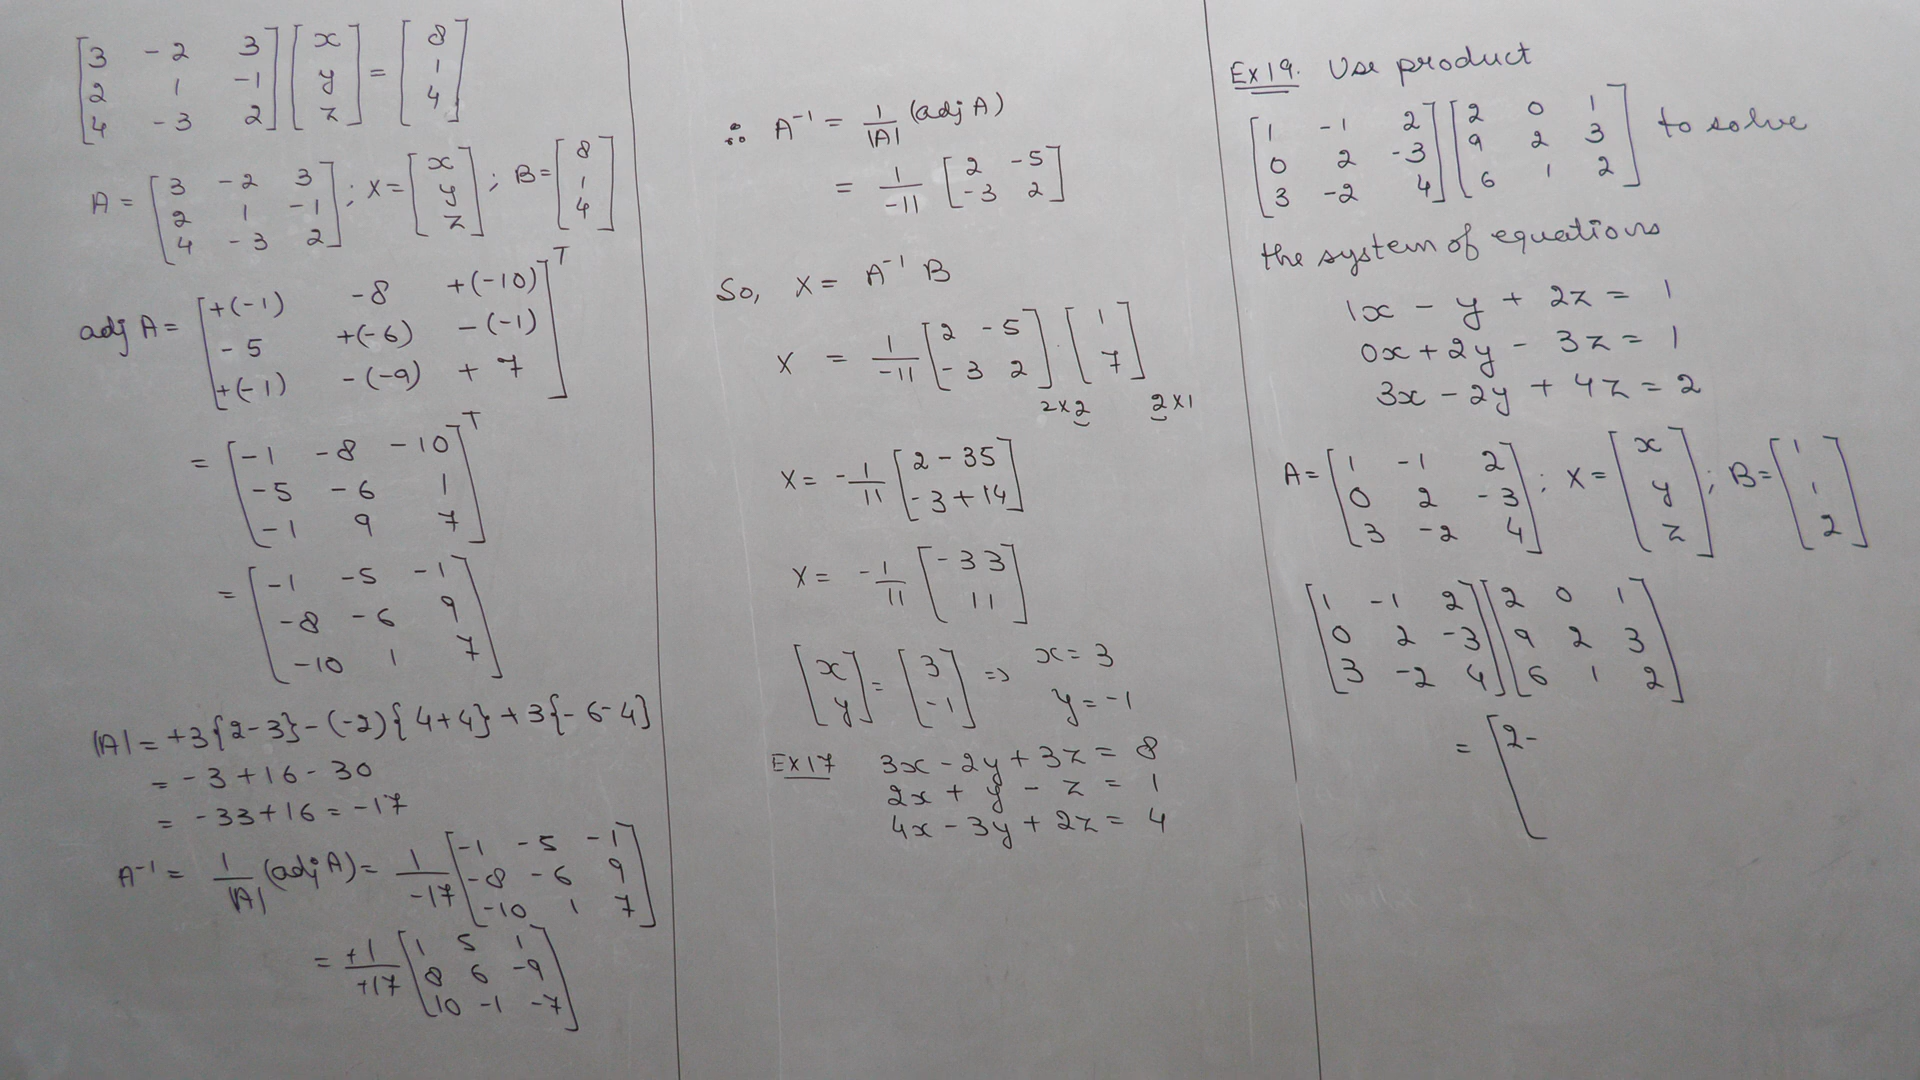 [3 -2 3] [x] = [8]
[2 1 -1] [y] [1]
[4 -3 2] [z] [4]
A = [3 -2 3] ; X = [x] ; B = [8]
[2 1 -1] [y] [1]
[4 -3 2] [z] [4]
adj A = [+(-1) -8 +(-10)]ᵀ
[-5 +(-6) -(-1)]
[+(-1) -(-9) +7]
= [-1 -8 -10]ᵀ
[-5 -6 1]
[-1 9 7]
= [-1 -5 -1]
[-8 -6 9]
[-10 1 7]
|A| = +3{2-3} -(-2){4+4} +3{-6-4}
= -3+16-30
= -33+16 = -17
A⁻¹ = 1/|A| (adj A) = 1/-17 [-1 -5 -1]
[-8 -6 9]
[-10 1 7]
= +1/+17 [1 5 1]
[8 6 -9]
[10 -1 -7]
∴ A⁻¹ = 1/|A| (adj A)
= 1/-11 [2 -5]
[-3 2]
So, X = A⁻¹ B
X = 1/-11 [2 -5] . [1]
[-3 2] [7]
2×2 2×1
X = -1/11 [2-35]
[-3+14]
X = -1/11 [-33]
[11]
[x] = [3] => x = 3
[y] [-1] y = -1
Ex17 3x - 2y + 3z = 8
2x + y - z = 1
4x - 3y + 2z = 4
Ex19. Use product
[1 -1 2] [2 0 1] to solve
[0 2 -3] [9 2 3]
[3 -2 4] [6 1 2]
the system of equations
1x - y + 2z = 1
0x + 2y - 3z = 1
3x - 2y + 4z = 2
A = [1 -1 2] ; X = [x] ; B = [1]
[0 2 -3] [y] [1]
[3 -2 4] [z] [2]
[1 -1 2] [2 0 1]
[0 2 -3] [9 2 3]
[3 -2 4] [6 1 2]
= [2-